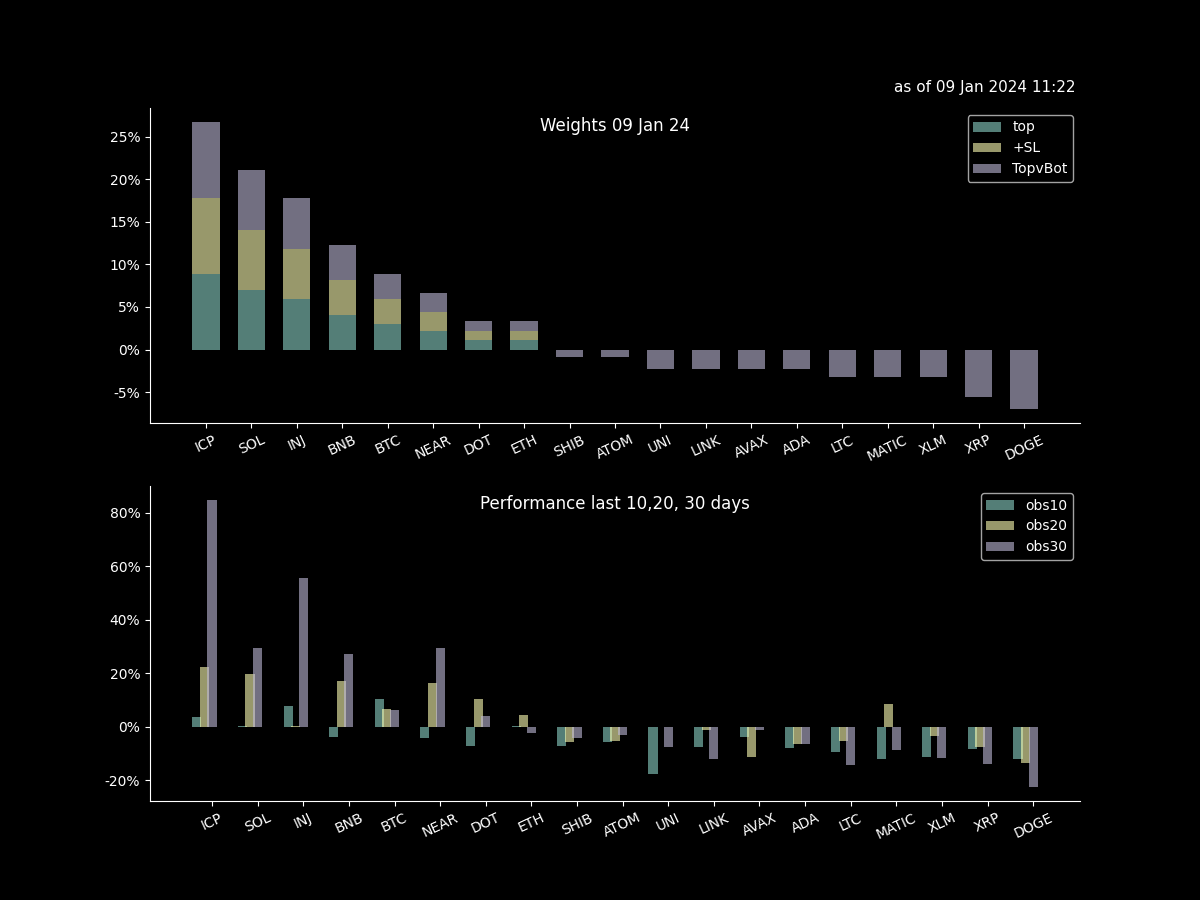 as of 09 Jan 2024 11:22
Weights 09 Jan 24
top
+SL
TopvBot
25%
20%
15%
10%
5%
0%
-5%
ICP SOL INJ BNB BTC NEAR DOT ETH SHIB ATOM UNI LINK AVAX ADA LTC MATIC XLM XRP DOGE
Performance last 10,20, 30 days
obs10
obs20
obs30
80%
60%
40%
20%
0%
-20%
ICP SOL INJ BNB BTC NEAR DOT ETH SHIB ATOM UNI LINK AVAX ADA LTC MATIC XLM XRP DOGE